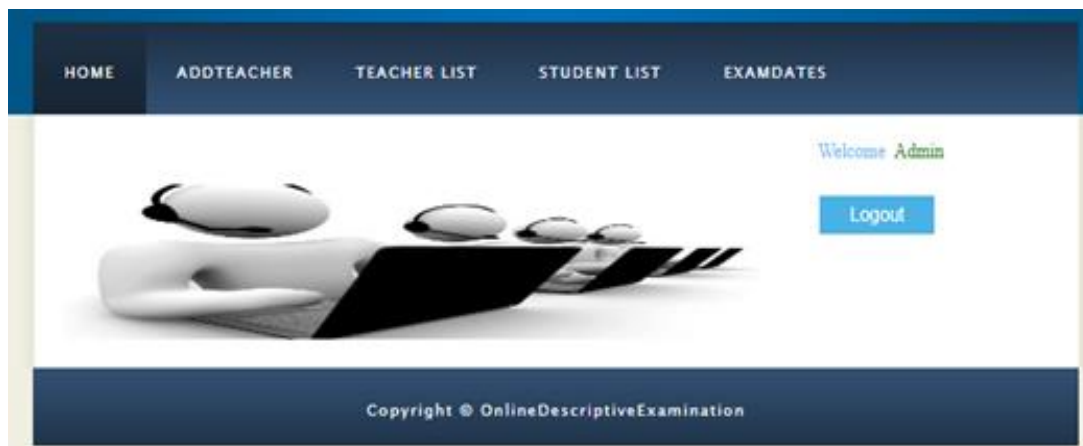 HOME ADDTEACHER TEACHER LIST STUDENT LIST EXAMDATES
Welcome Admin
Logout
Copyright © OnlineDescriptiveExamination